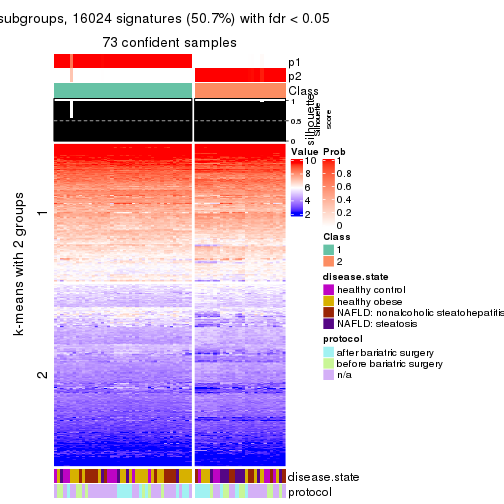 subgroups, 16024 signatures (50.7%) with fdr < 0.05
73 confident samples
p1
p2
Class
1
0.5
0
silhouette
Silhouette
score
k-means with 2 groups
1
2
Value
10
8
6
4
2
Prob
1
0.8
0.6
0.4
0.2
0
Class
1
2
disease.state
healthy control
healthy obese
NAFLD: nonalcoholic steatohepatitis
NAFLD: steatosis
protocol
after bariatric surgery
before bariatric surgery
n/a
disease.state
protocol